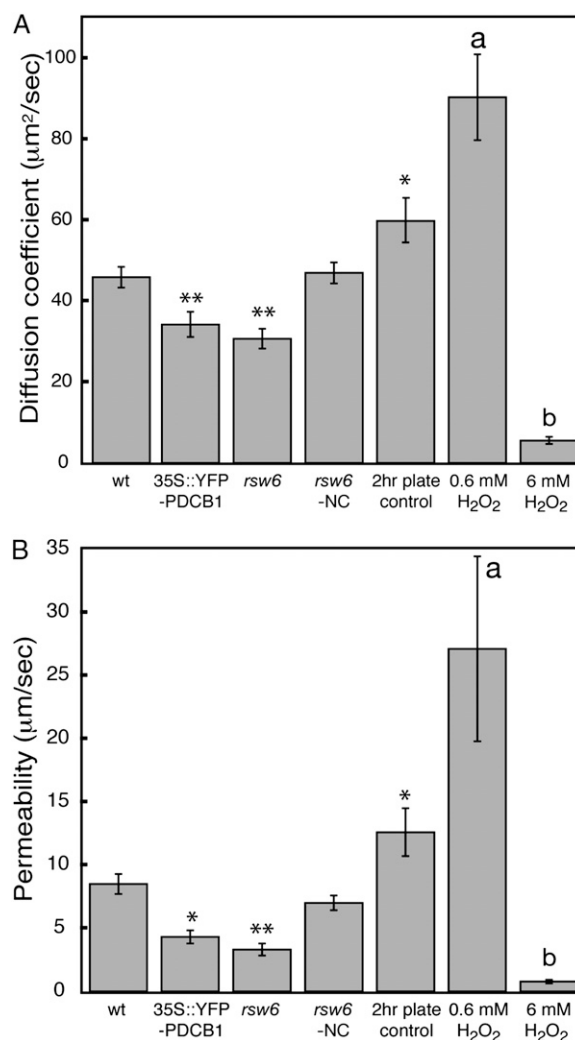 A
Diffusion coefficient (μm²/sec)
100
80
60
40
20
0
**
**
*
a
b
wt
35S::YFP
-PDCB1
rsw6
rsw6
-NC
2hr plate
control
0.6 mM
H₂O₂
6 mM
H₂O₂
B
Permeability (μm/sec)
35
30
25
20
15
10
5
0
*
**
*
a
b
wt
35S::YFP
-PDCB1
rsw6
rsw6
-NC
2hr plate
control
0.6 mM
H₂O₂
6 mM
H₂O₂